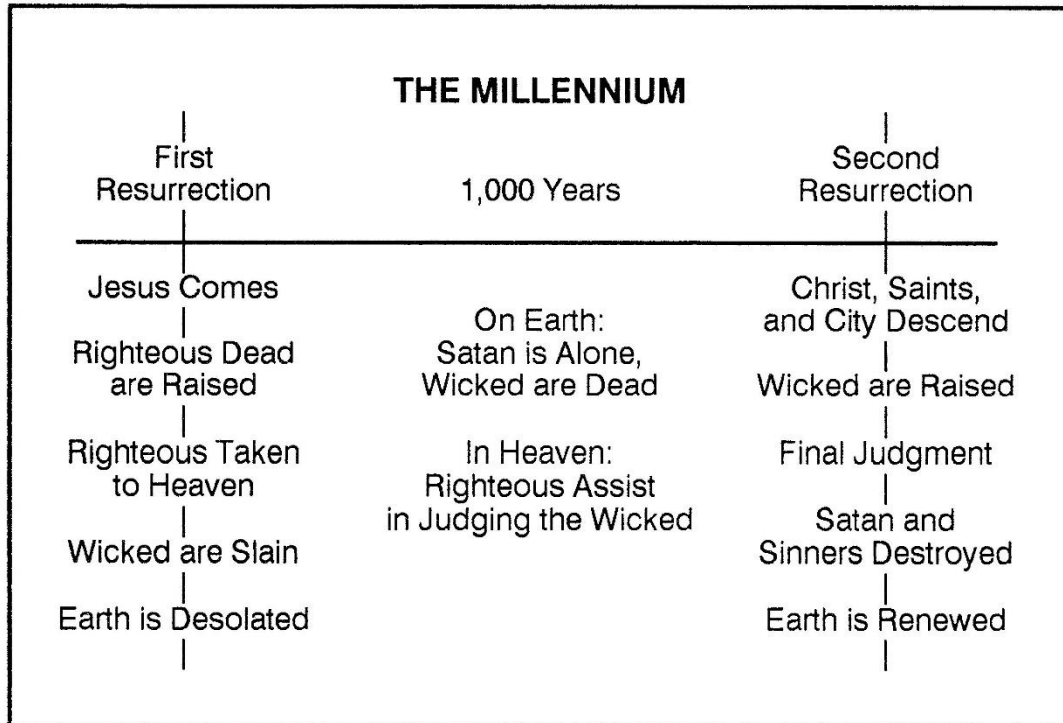 THE MILLENNIUM
First
Resurrection
1,000 Years
Second
Resurrection
Jesus Comes
Righteous Dead
are Raised
Righteous Taken
to Heaven
Wicked are Slain
Earth is Desolated
On Earth:
Satan is Alone,
Wicked are Dead
In Heaven:
Righteous Assist
in Judging the Wicked
Christ, Saints,
and City Descend
Wicked are Raised
Final Judgment
Satan and
Sinners Destroyed
Earth is Renewed